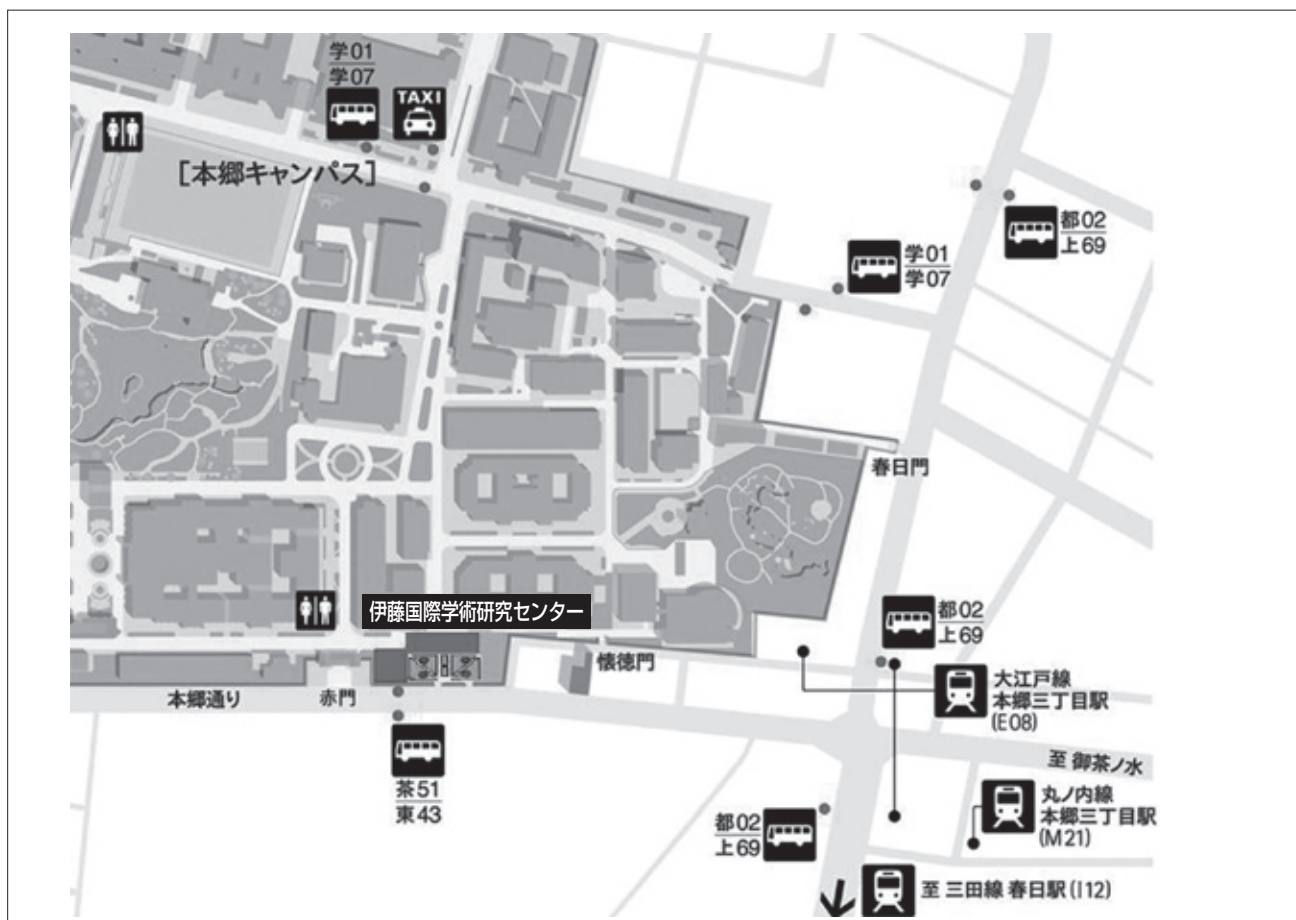 学01
学07
TAXI
[本郷キャンパス]
都02
上69
学01
学07
春日門
伊藤国際学術研究センター
都02
上69
懐徳門
大江戸線
本郷三丁目駅
(E08)
本郷通り
赤門
至 御茶ノ水
茶51
東43
丸ノ内線
本郷三丁目駅
(M21)
都02
上69
至 三田線 春日駅(I12)